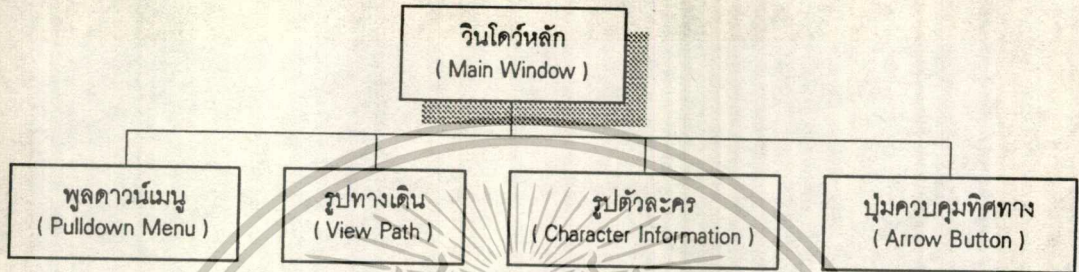 วินโดว์หลัก
( Main Window )
พูลดาวน์เมนู
( Pulldown Menu )
รูปทางเดิน
( View Path )
รูปตัวละคร
( Character Information )
ปุ่มควบคุมทิศทาง
( Arrow Button )